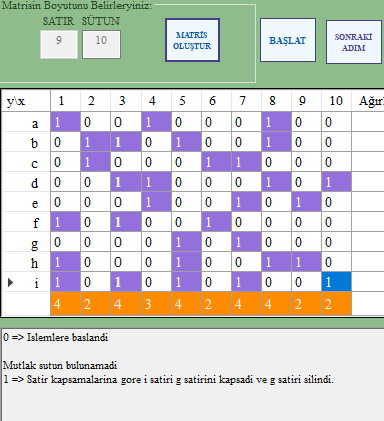 Matrisin Boyutunu Belirleyiniz:
SATIR SÜTUN
9 10
MATRİS OLUŞTUR
BAŞLAT
SONRAKİ ADIM
y\x 1 2 3 4 5 6 7 8 9 10
a 1 0 0 1 0 0 0 1 0 0
b 0 1 1 0 1 0 0 1 0 0
c 0 1 0 0 0 1 1 0 0 0
d 0 0 1 1 0 0 0 1 0 1
e 0 0 0 1 0 0 1 0 1 0
f 1 0 1 0 0 1 0 0 0 0
g 0 0 0 0 1 0 1 0 0 0
h 1 0 0 0 1 0 0 1 1 0
i 1 0 1 0 1 0 1 0 0 1
4 2 4 3 4 2 4 4 2 2
0 => Islemlere baslandi
Mutlak sutun bulunamadi
1 => Satir kapsamalarina gore i satiri g satirini kapsadi ve g satiri silindi.